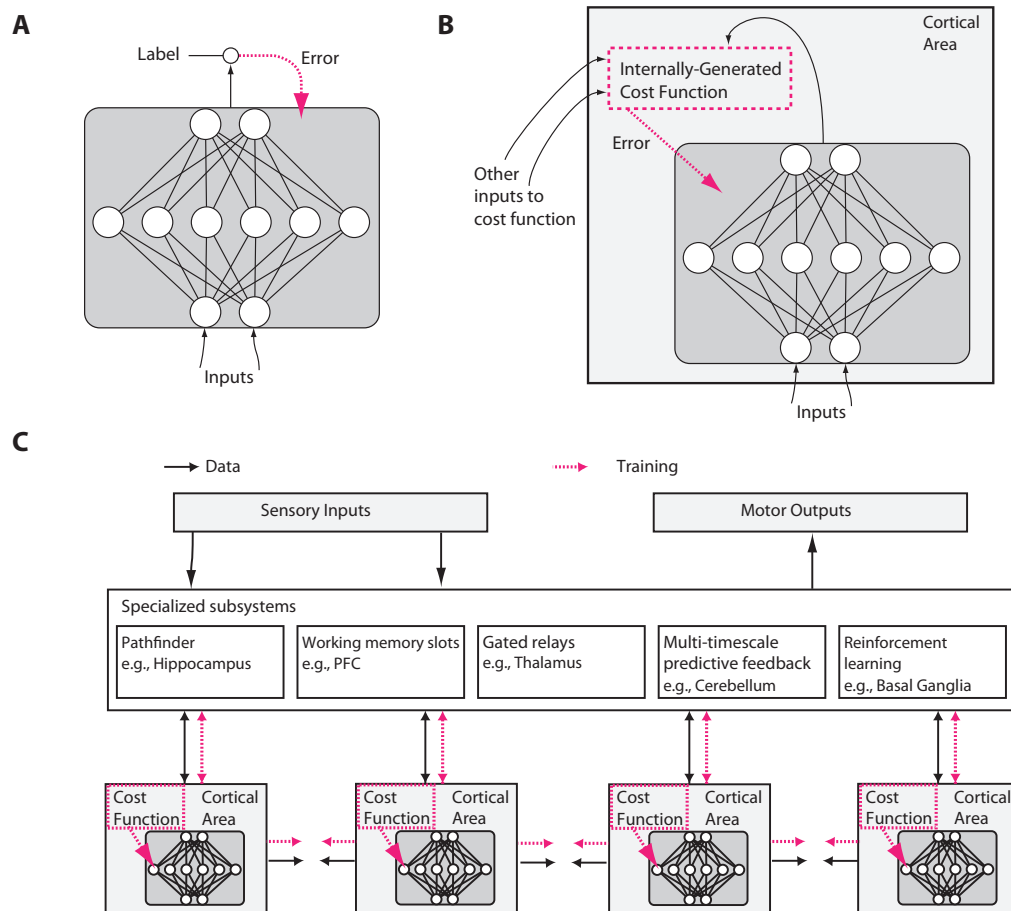 A
Label
Error
Inputs
B
Cortical
Area
Internally-Generated
Cost Function
Error
Other
inputs to
cost function
Inputs
C
Data
Training
Sensory Inputs
Motor Outputs
Specialized subsystems
Pathfinder
e.g., Hippocampus
Working memory slots
e.g., PFC
Gated relays
e.g., Thalamus
Multi-timescale
predictive feedback
e.g., Cerebellum
Reinforcement
learning
e.g., Basal Ganglia
Cost
Function
Cortical
Area
Cost
Function
Cortical
Area
Cost
Function
Cortical
Area
Cost
Function
Cortical
Area